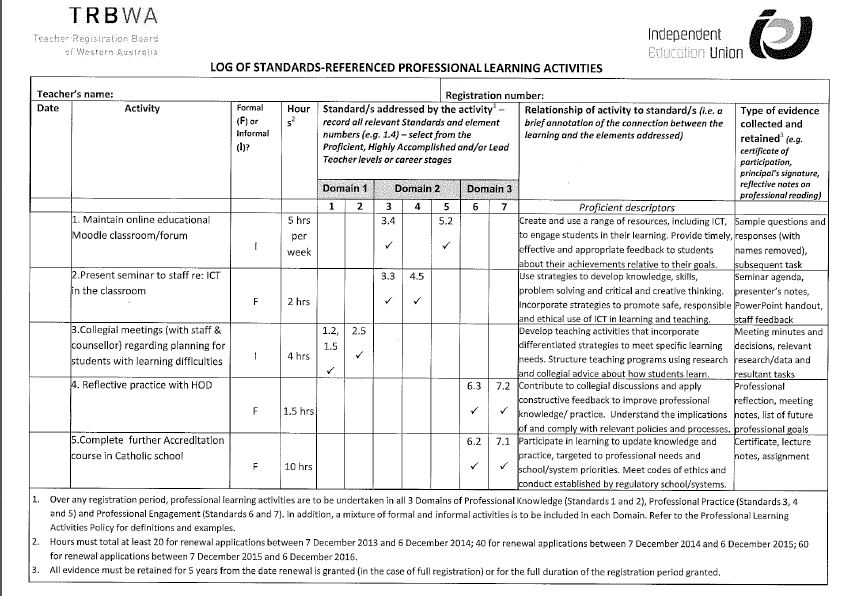 TRBWA
Teacher Registration Board
of Western Australia
Independent
Education Union
LOG OF STANDARDS-REFERENCED PROFESSIONAL LEARNING ACTIVITIES
Teacher's name:
Registration number:
Date
Activity
Formal
(F) or
Informal
(I)?
Hour
s2
Standard/s addressed by the activity1 –
record all relevant Standards and element
numbers (e.g. 1.4) – select from the
Proficient, Highly Accomplished and/or Lead
Teacher levels or career stages
Relationship of activity to standard/s (i.e. a
brief annotation of the connection between the
learning and the elements addressed)
Type of evidence
collected and
retained3 (e.g.
certificate of
participation,
principal's signature,
reflective notes on
professional reading)
Domain 1 Domain 2 Domain 3
1 2 3 4 5 6 7
Proficient descriptors
1. Maintain online educational
Moodle classroom/forum
I
5 hrs
per
week
3.4 5.2
✓ ✓
Create and use a range of resources, including ICT,
to engage students in their learning. Provide timely,
effective and appropriate feedback to students
about their achievements relative to their goals.
Sample questions and
responses (with
names removed),
subsequent task
2.Present seminar to staff re: ICT
in the classroom
F
2 hrs
3.3 4.5
✓ ✓
Use strategies to develop knowledge, skills,
problem solving and critical and creative thinking.
Incorporate strategies to promote safe, responsible
and ethical use of ICT in learning and teaching.
Seminar agenda,
presenter's notes,
PowerPoint handout,
staff feedback
3.Collegial meetings (with staff &
counsellor) regarding planning for
students with learning difficulties
I
4 hrs
1.2, 2.5
1.5 ✓
✓
Develop teaching activities that incorporate
differentiated strategies to meet specific learning
needs. Structure teaching programs using research
and collegial advice about how students learn.
Meeting minutes and
decisions, relevant
research/data and
resultant tasks
4. Reflective practice with HOD
F
1.5 hrs
6.3 7.2
✓ ✓
Contribute to collegial discussions and apply
constructive feedback to improve professional
knowledge/ practice. Understand the implications
of and comply with relevant policies and processes.
Professional
reflection, meeting
notes, list of future
professional goals
5.Complete further Accreditation
course in Catholic school
F
10 hrs
6.2 7.1
✓ ✓
Participate in learning to update knowledge and
practice, targeted to professional needs and
school/system priorities. Meet codes of ethics and
conduct established by regulatory school/systems.
Certificate, lecture
notes, assignment
1. Over any registration period, professional learning activities are to be undertaken in all 3 Domains of Professional Knowledge (Standards 1 and 2), Professional Practice (Standards 3, 4
and 5) and Professional Engagement (Standards 6 and 7). In addition, a mixture of formal and informal activities is to be included in each Domain. Refer to the Professional Learning
Activities Policy for definitions and examples.
2. Hours must total at least 20 for renewal applications between 7 December 2013 and 6 December 2014; 40 for renewal applications between 7 December 2014 and 6 December 2015; 60
for renewal applications between 7 December 2015 and 6 December 2016.
3. All evidence must be retained for 5 years from the date renewal is granted (in the case of full registration) or for the full duration of the registration period granted.